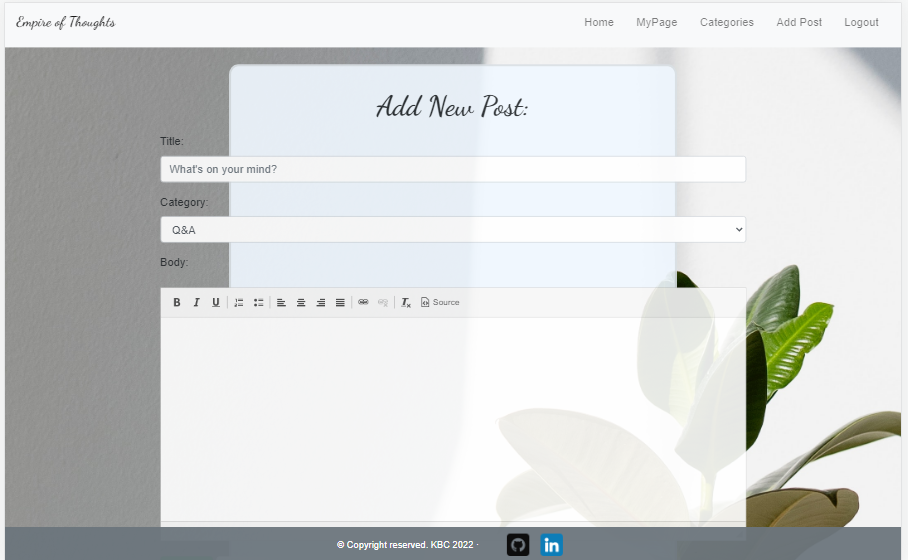 Empire of Thoughts
Home MyPage Categories Add Post Logout
Add New Post:
Title:
What's on your mind?
Category:
Q&A
Body:
B I U Source
© Copyright reserved. KBC 2022 ·